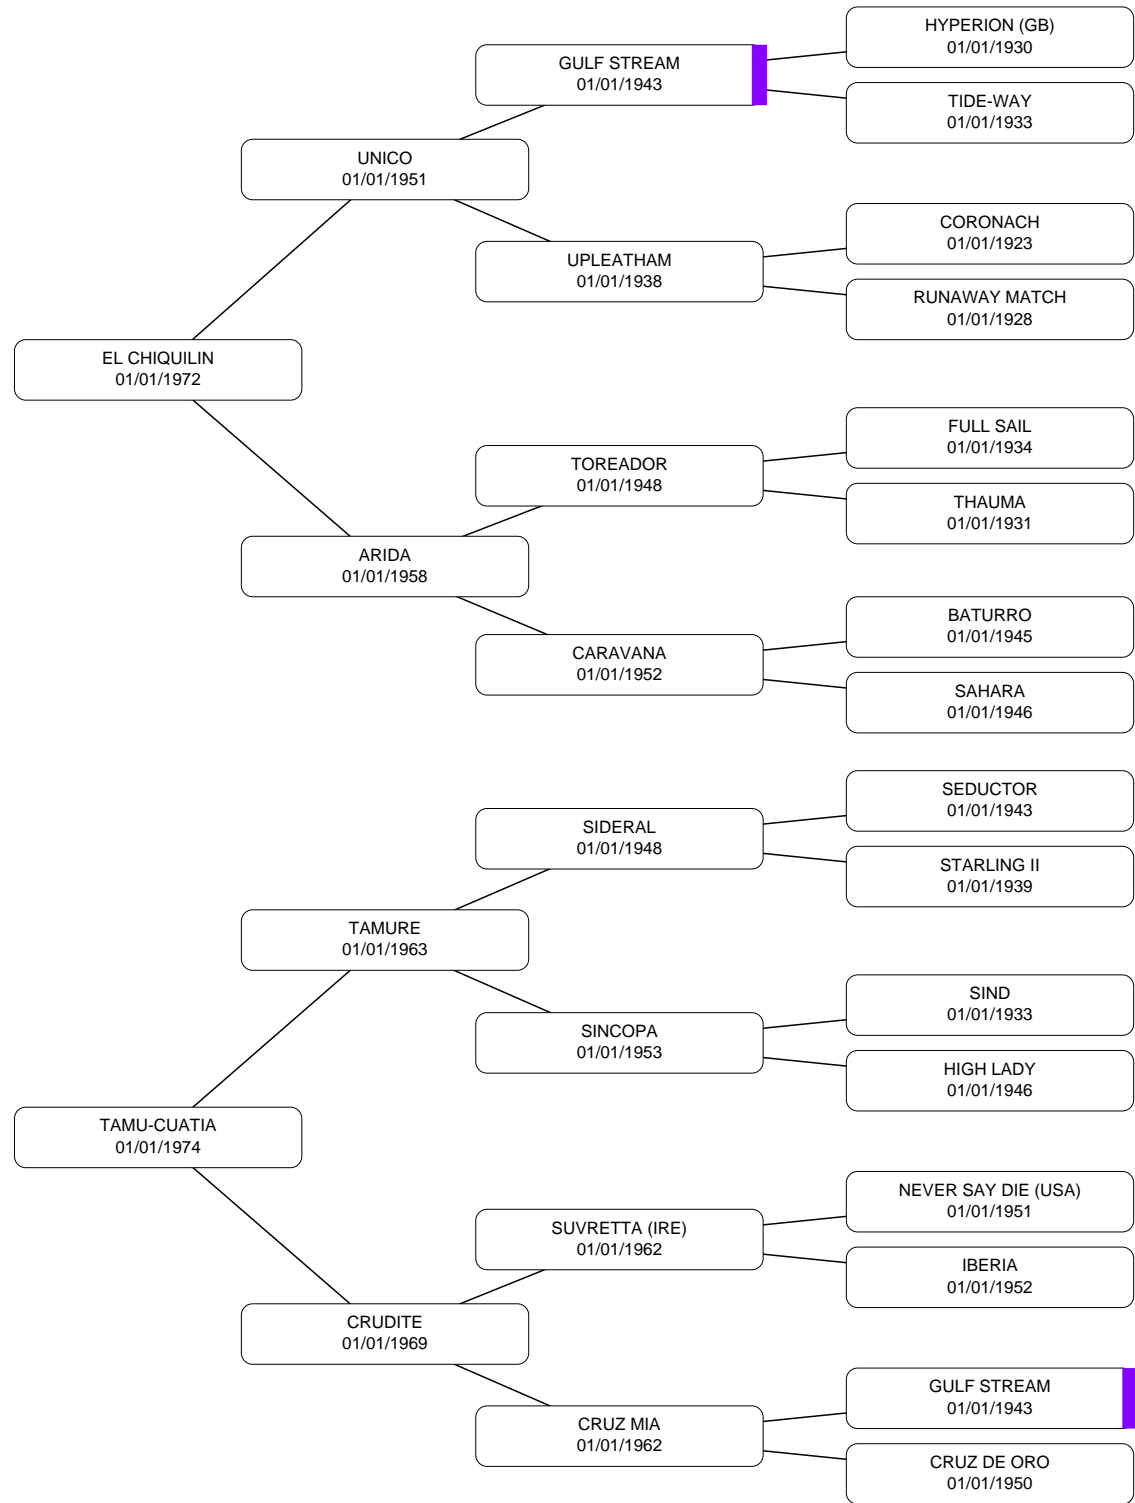 HYPERION (GB)
01/01/1930
GULF STREAM
01/01/1943
TIDE-WAY
01/01/1933
UNICO
01/01/1951
CORONACH
01/01/1923
UPLEATHAM
01/01/1938
RUNAWAY MATCH
01/01/1928
EL CHIQUILIN
01/01/1972
FULL SAIL
01/01/1934
TOREADOR
01/01/1948
THAUMA
01/01/1931
ARIDA
01/01/1958
BATURRO
01/01/1945
CARAVANA
01/01/1952
SAHARA
01/01/1946
SEDUCTOR
01/01/1943
SIDERAL
01/01/1948
STARLING II
01/01/1939
TAMURE
01/01/1963
SIND
01/01/1933
SINCOPA
01/01/1953
HIGH LADY
01/01/1946
TAMU-CUATIA
01/01/1974
NEVER SAY DIE (USA)
01/01/1951
SUVRETTA (IRE)
01/01/1962
IBERIA
01/01/1952
CRUDITE
01/01/1969
GULF STREAM
01/01/1943
CRUZ MIA
01/01/1962
CRUZ DE ORO
01/01/1950